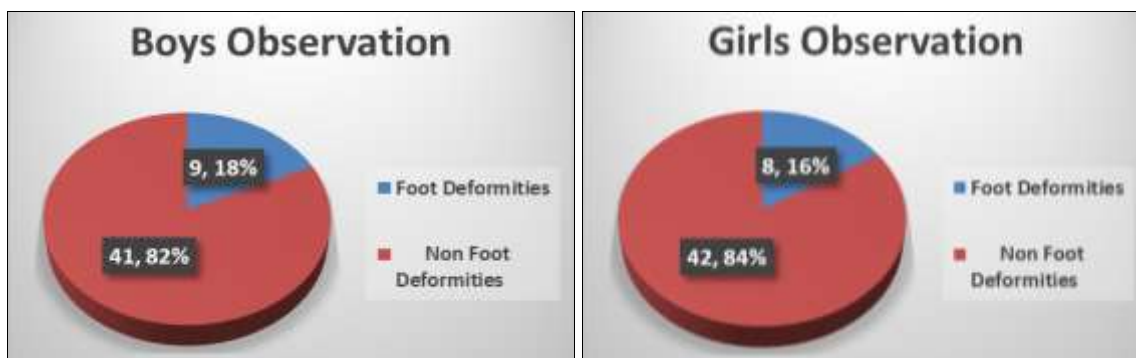 Boys Observation
9, 18%
41, 82%
Foot Deformities
Non Foot
Deformities
Girls Observation
8, 16%
42, 84%
Foot Deformities
Non Foot
Deformities